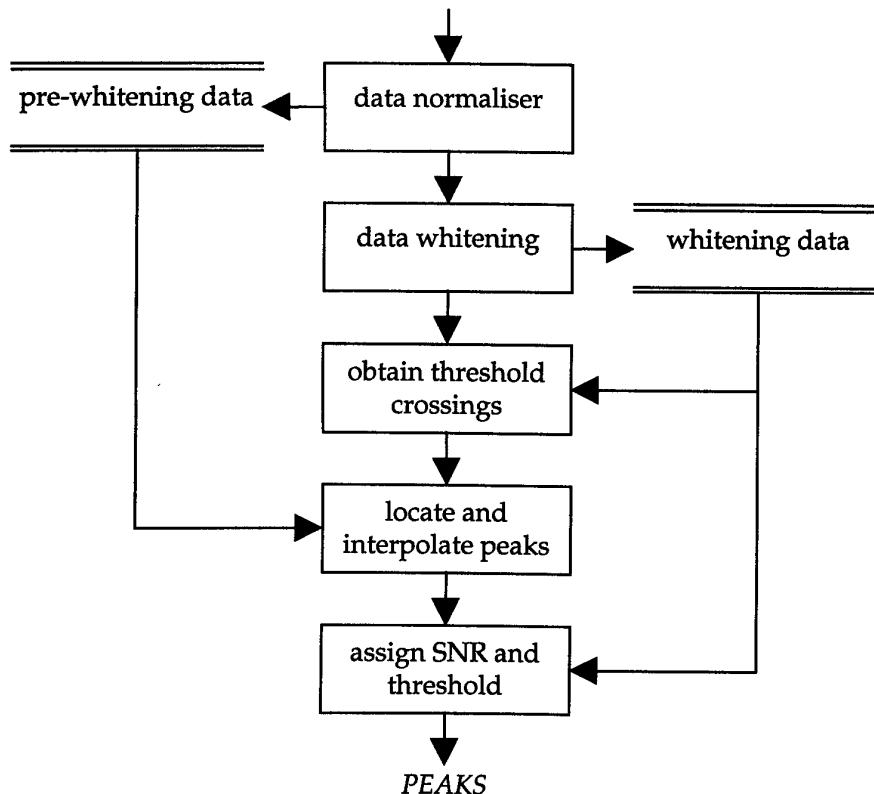 pre-whitening data
data normaliser
data whitening
whitening data
obtain threshold
crossings
locate and
interpolate peaks
assign SNR and
threshold
PEAKS